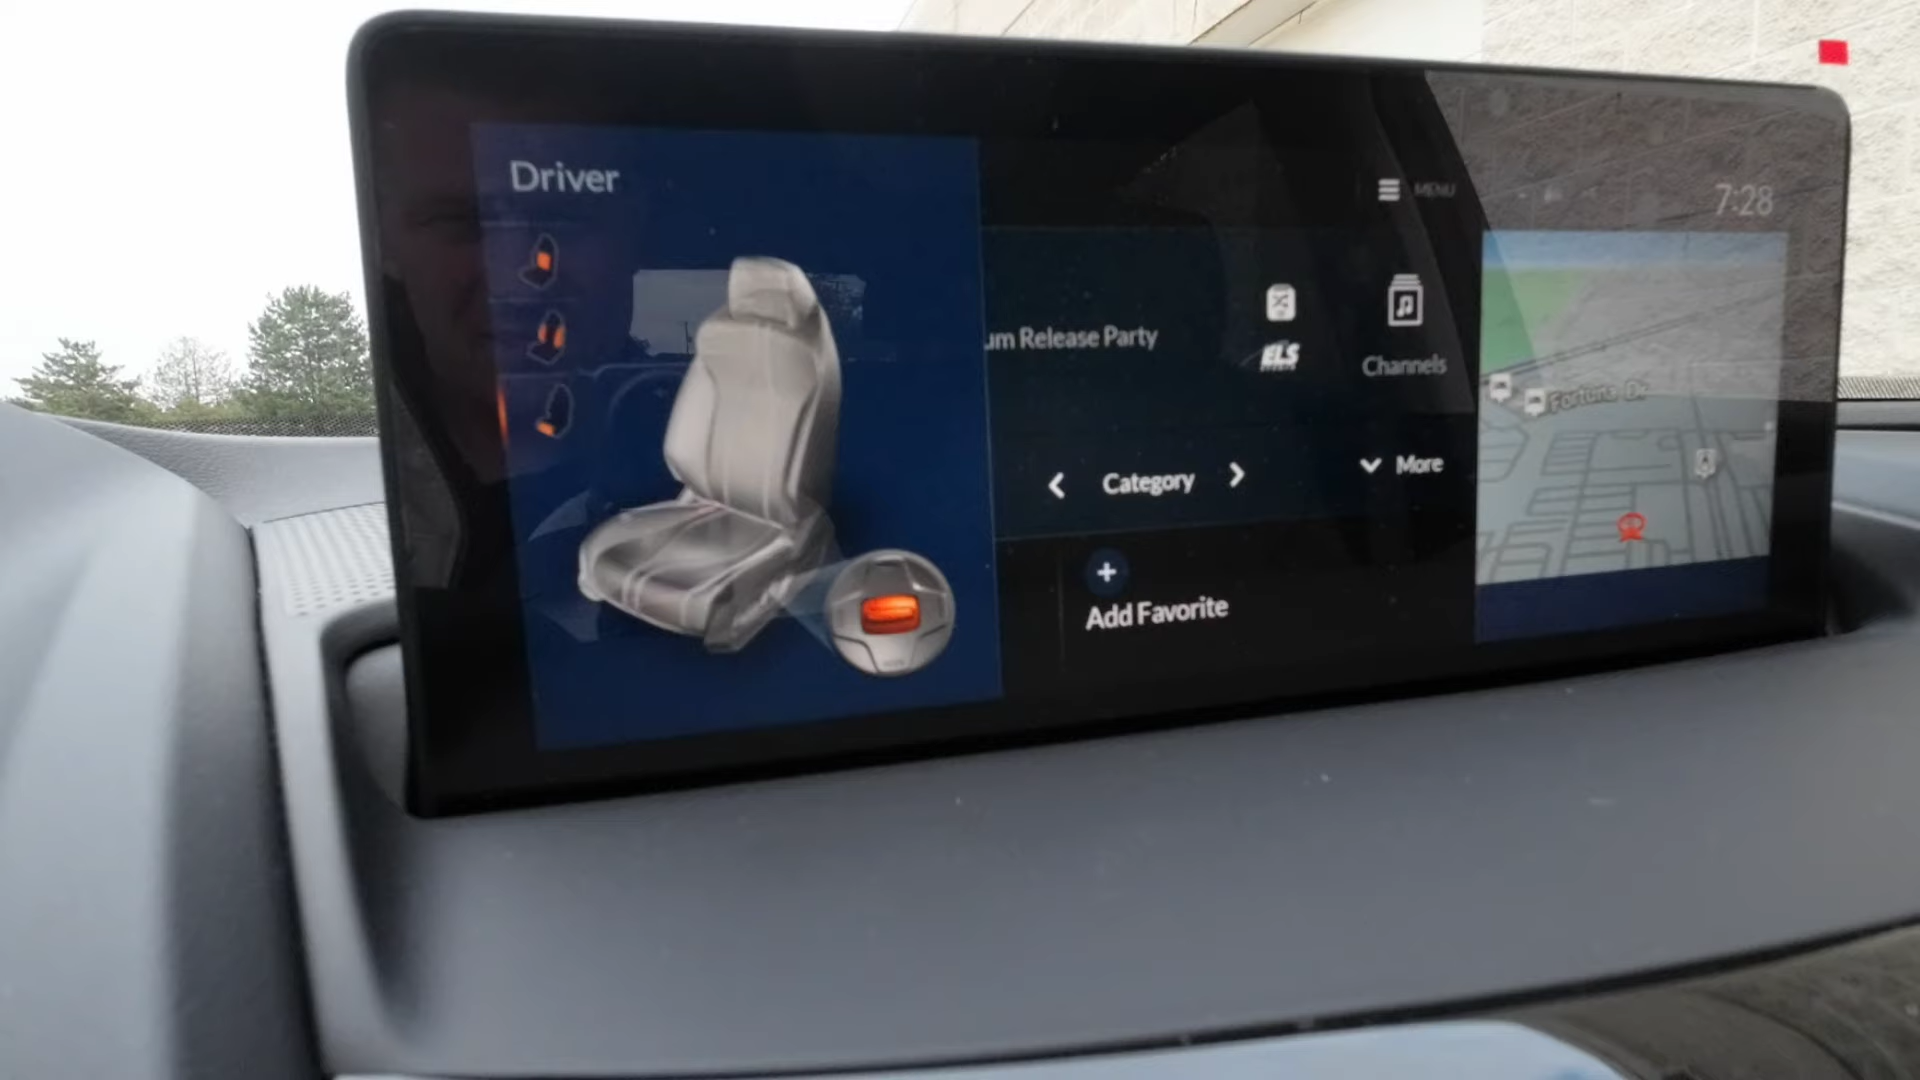 Driver
MENU
7:28
um Release Party
ELS
Channels
Fortuna Dr
Category
More
Add Favorite